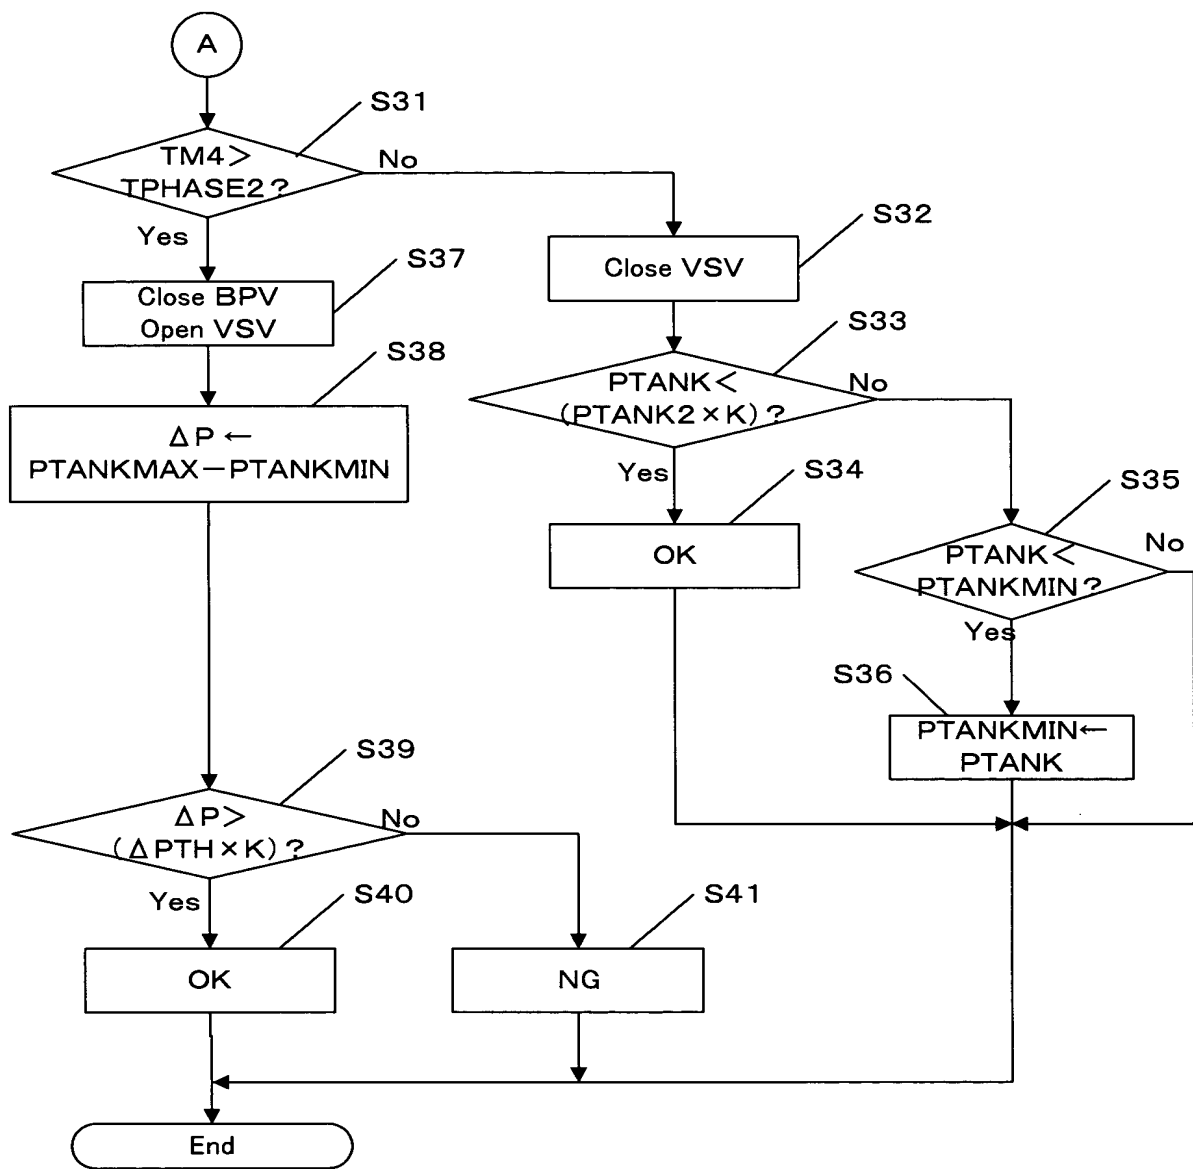 A
S31
TM4>
TPHASE2?
No
Yes
S32
Close VSV
S37
Close BPV
Open VSV
S33
PTANK<
(PTANK2×K)?
No
Yes
S38
ΔP←
PTANKMAX−PTANKMIN
S34
OK
S35
PTANK<
PTANKMIN?
No
Yes
S36
PTANKMIN←
PTANK
S39
ΔP>
(ΔPTH×K)?
No
Yes
S40
OK
S41
NG
End